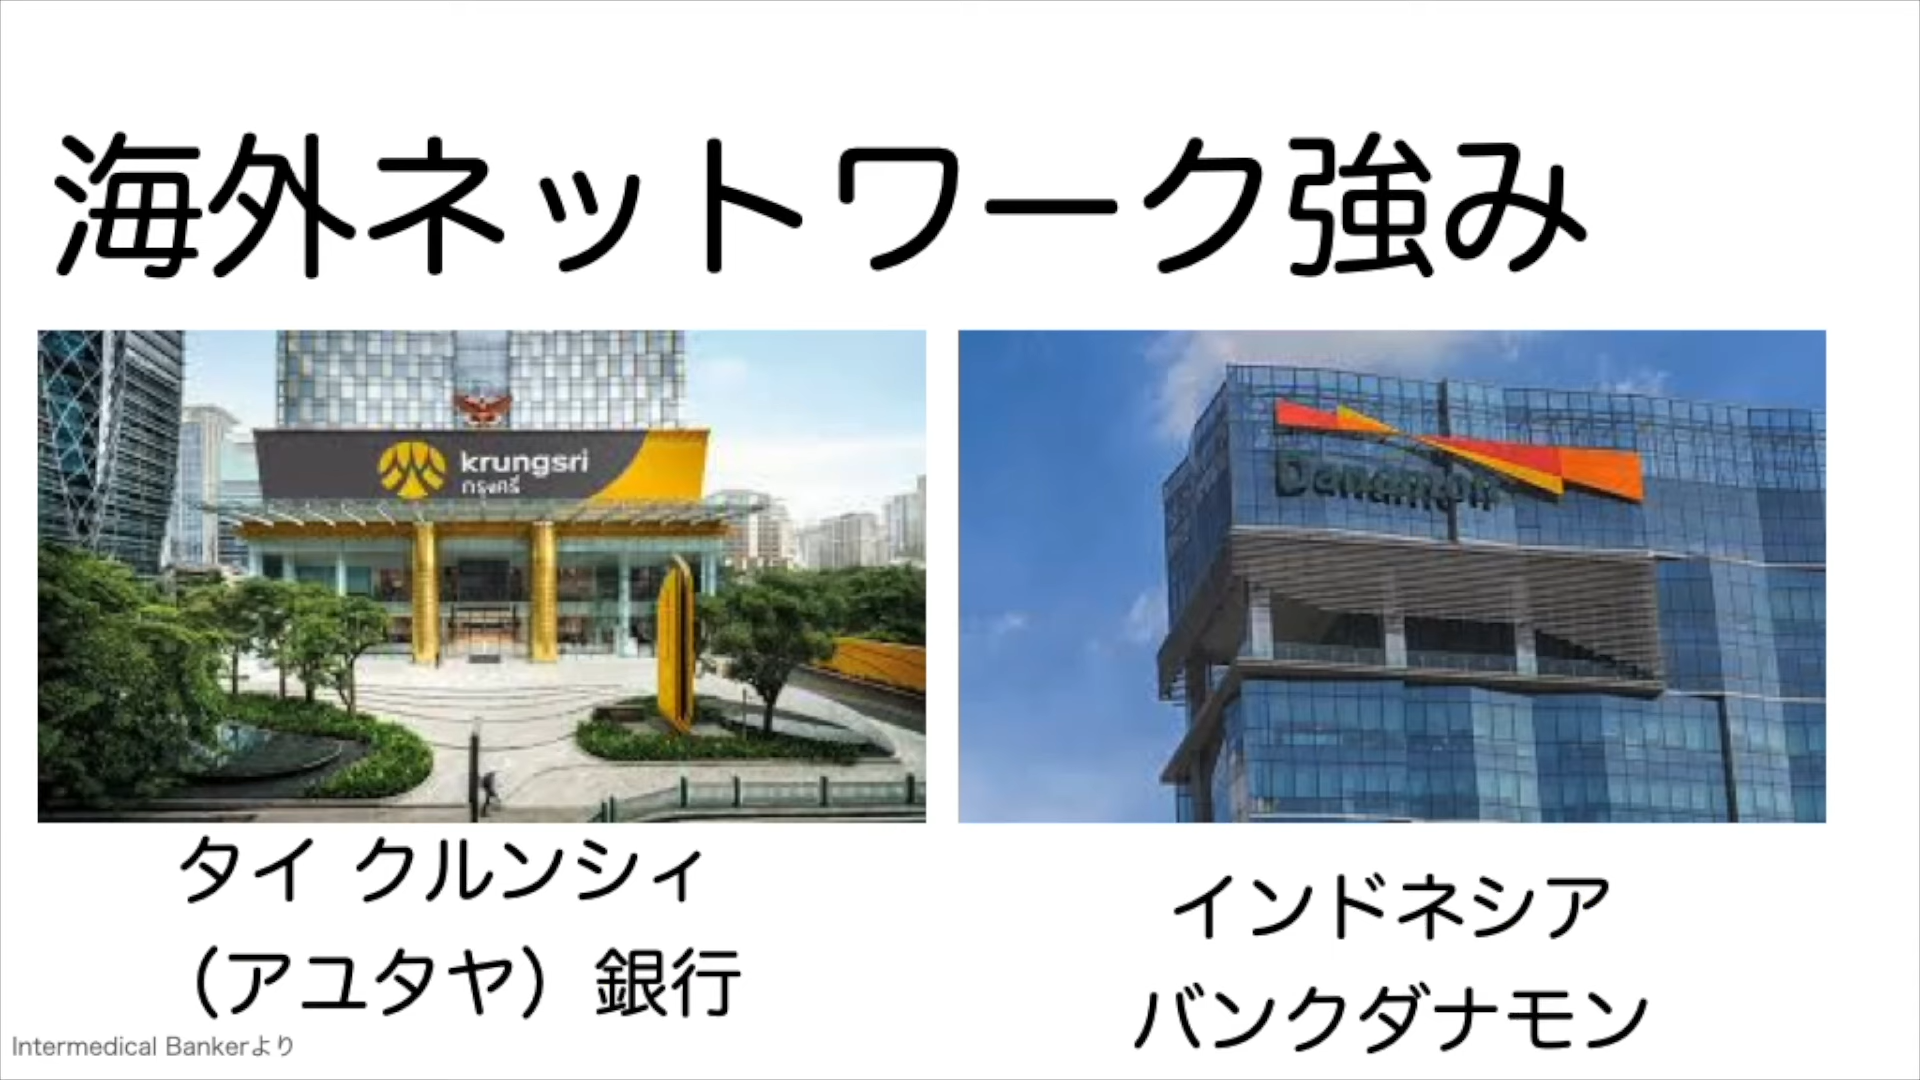 海外ネットワーク強み
krungsri
กรุงศรี
Danamon
タイ クルンシィ
（アユタヤ）銀行
インドネシア
バンクダナモン
Intermedical Bankerより